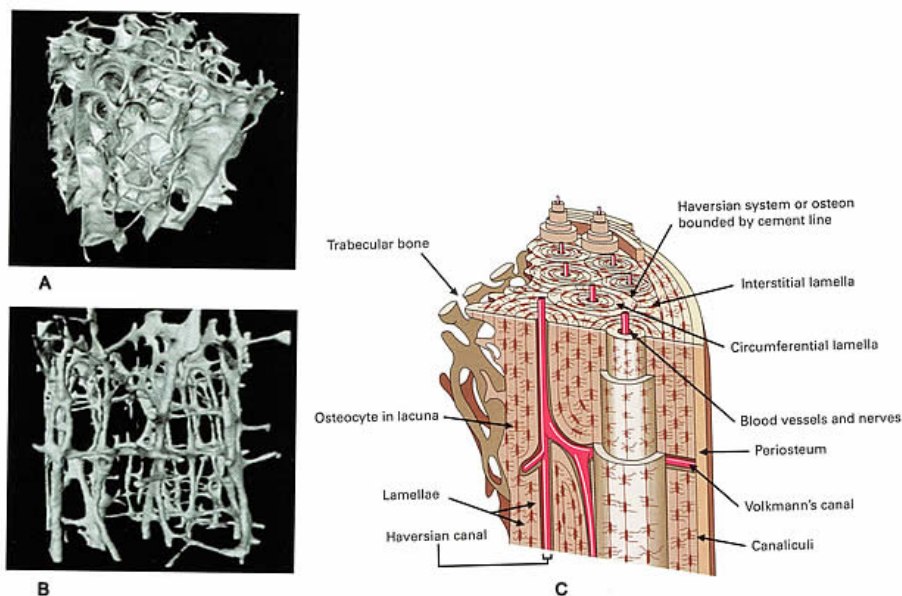 A
B
Trabecular bone
Osteocyte in lacuna
Lamellae
Haversian canal
Haversian system or osteon
bounded by cement line
Interstitial lamella
Circumferential lamella
Blood vessels and nerves
Periosteum
Volkmann's canal
Canaliculi
C